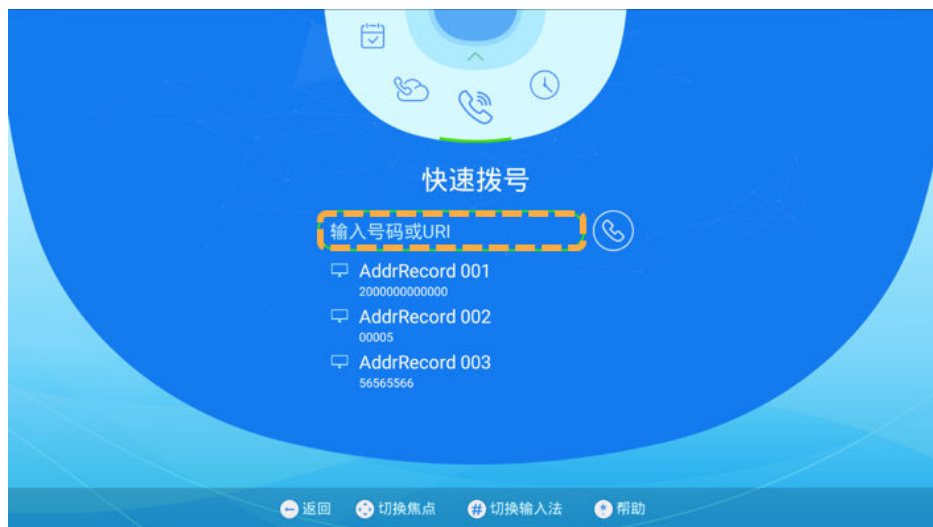 快速拨号
输入号码或URI
AddrRecord 001
2000000000000
AddrRecord 002
00005
AddrRecord 003
56565566
返回 切换焦点 # 切换输入法 * 帮助